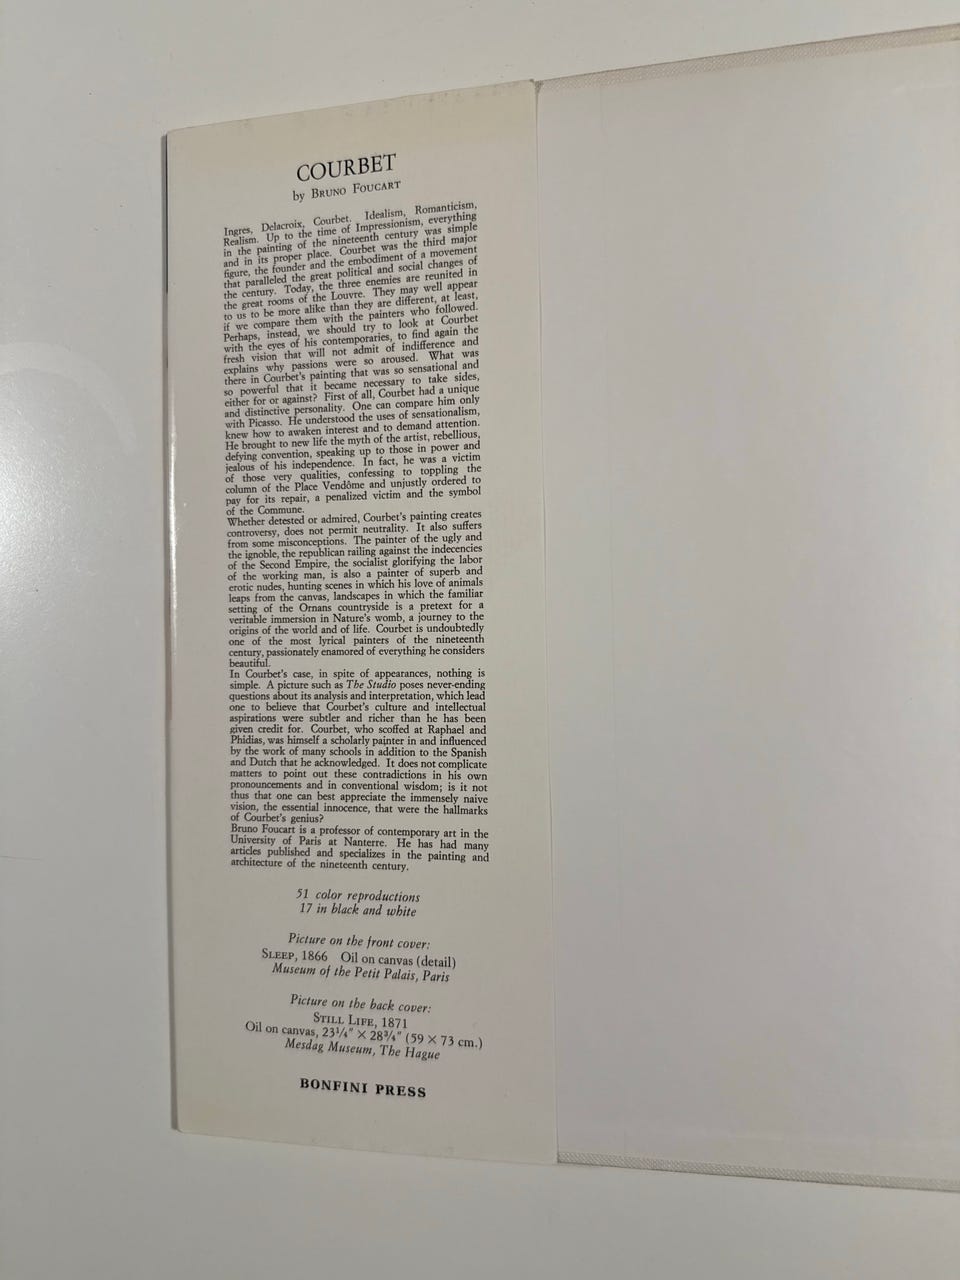 COURBET
by BRUNO FOUCART
Ingres, Delacroix, Courbet. Idealism, Romanticism,
Realism. Up to the time of Impressionism, everything
in the painting of the nineteenth century was simple
and in its proper place. Courbet was the third major
figure, the founder and the embodiment of a movement
that paralleled the great political and social changes of
the century. Today, the three enemies are reunited in
the great rooms of the Louvre. They may well appear
to us to be more alike than they are different, at least,
if we compare them with the painters who followed.
Perhaps, instead, we should try to look at Courbet
with the eyes of his contemporaries, to find again the
fresh vision that will not admit of indifference and
explains why passions were so aroused. What was
there in Courbet's painting that was so sensational and
so powerful that it became necessary to take sides,
either for or against? First of all, Courbet had a unique
and distinctive personality. One can compare him only
with Picasso. He understood the uses of sensationalism,
knew how to awaken interest and to demand attention.
He brought to new life the myth of the artist, rebellious,
defying convention, speaking up to those in power and
jealous of his independence. In fact, he was a victim
of those very qualities, confessing to toppling the
column of the Place Vendôme and unjustly ordered to
pay for its repair, a penalized victim and the symbol
of the Commune.
Whether detested or admired, Courbet's painting creates
controversy, does not permit neutrality. It also suffers
from some misconceptions. The painter of the ugly and
the ignoble, the republican railing against the indecencies
of the Second Empire, the socialist glorifying the labor
of the working man, is also a painter of superb and
erotic nudes, hunting scenes in which his love of animals
leaps from the canvas, landscapes in which the familiar
setting of the Ornans countryside is a pretext for a
veritable immersion in Nature's womb, a journey to the
origins of the world and of life. Courbet is undoubtedly
one of the most lyrical painters of the nineteenth
century, passionately enamored of everything he considers
beautiful.
In Courbet's case, in spite of appearances, nothing is
simple. A picture such as The Studio poses never-ending
questions about its analysis and interpretation, which lead
one to believe that Courbet's culture and intellectual
aspirations were subtler and richer than he has been
given credit for. Courbet, who scoffed at Raphael and
Phidias, was himself a scholarly painter in and influenced
by the work of many schools in addition to the Spanish
and Dutch that he acknowledged. It does not complicate
matters to point out these contradictions in his own
pronouncements and in conventional wisdom; is it not
thus that one can best appreciate the immensely naive
vision, the essential innocence, that were the hallmarks
of Courbet's genius?
Bruno Foucart is a professor of contemporary art in the
University of Paris at Nanterre. He has had many
articles published and specializes in the painting and
architecture of the nineteenth century.
51 color reproductions
17 in black and white
Picture on the front cover:
SLEEP, 1866 Oil on canvas (detail)
Museum of the Petit Palais, Paris
Picture on the back cover:
STILL LIFE, 1871
Oil on canvas, 23¼″ × 28¾″ (59 × 73 cm.)
Mesdag Museum, The Hague
BONFINI PRESS